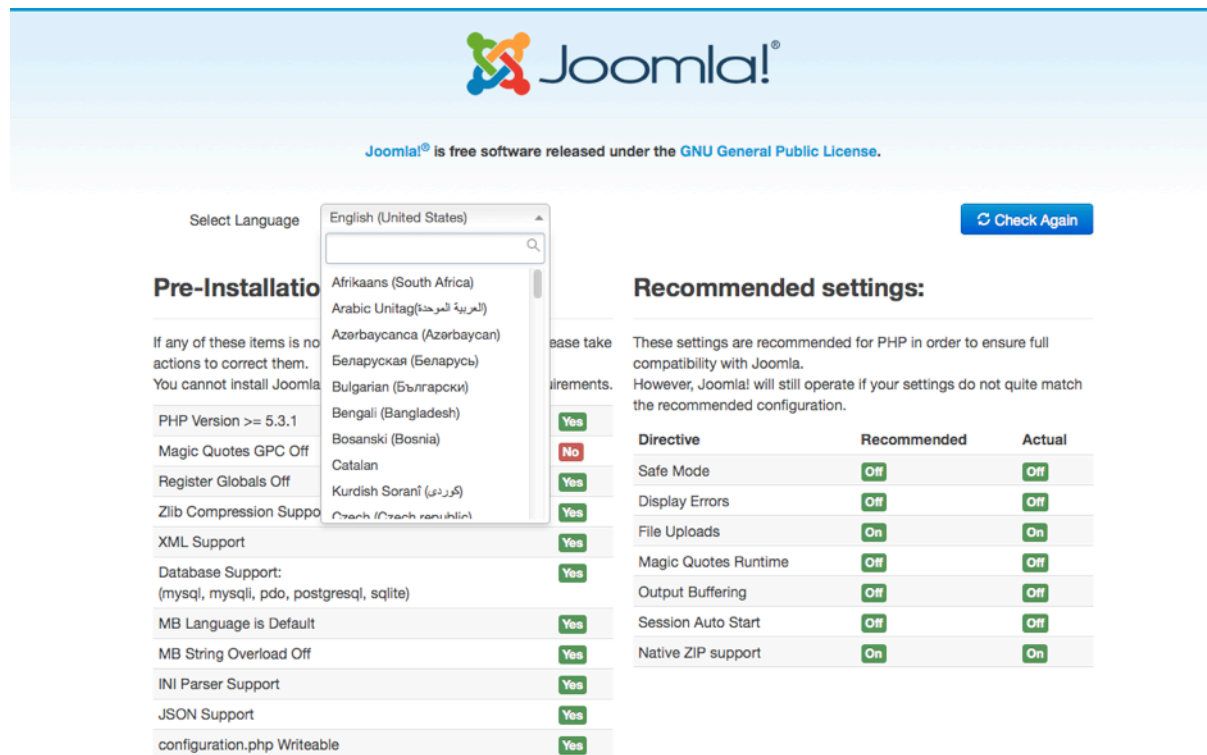 Joomla!®
Joomla!® is free software released under the GNU General Public License.
Select Language
English (United States)
Check Again
Afrikaans (South Africa)
Arabic Unitag(العربية الموحدة)
Azərbaycanca (Azərbaycan)
Беларуская (Беларусь)
Bulgarian (Български)
Bengali (Bangladesh)
Bosanski (Bosnia)
Catalan
Kurdish Soranî (کوردى)
Czech (Czech republic)
Pre-Installatio
If any of these items is no
ease take
actions to correct them.
You cannot install Joomla
uirements.
PHP Version >= 5.3.1 Yes
Magic Quotes GPC Off No
Register Globals Off Yes
Zlib Compression Suppo Yes
XML Support Yes
Database Support: Yes
(mysql, mysqli, pdo, postgresql, sqlite)
MB Language is Default Yes
MB String Overload Off Yes
INI Parser Support Yes
JSON Support Yes
configuration.php Writeable Yes
Recommended settings:
These settings are recommended for PHP in order to ensure full
compatibility with Joomla.
However, Joomla! will still operate if your settings do not quite match
the recommended configuration.
Directive Recommended Actual
Safe Mode Off Off
Display Errors Off Off
File Uploads On On
Magic Quotes Runtime Off Off
Output Buffering Off Off
Session Auto Start Off Off
Native ZIP support On On